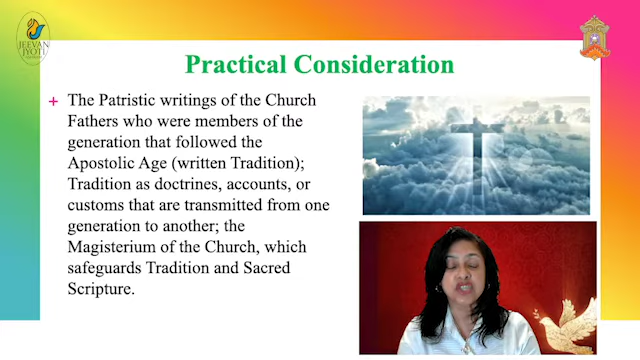 JEEVAN
JYOTI
Practical Consideration
The Patristic writings of the Church
Fathers who were members of the
generation that followed the
Apostolic Age (written Tradition);
Tradition as doctrines, accounts, or
customs that are transmitted from one
generation to another; the
Magisterium of the Church, which
safeguards Tradition and Sacred
Scripture.